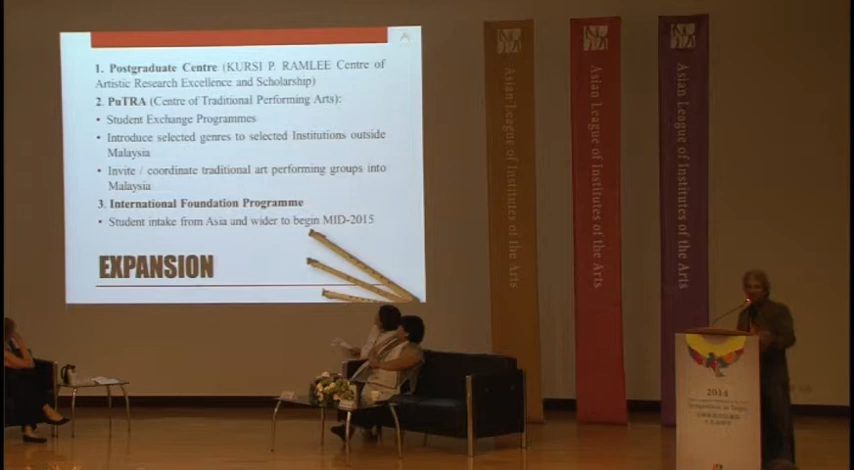 1. Postgraduate Centre (KURSI P. RAMLEE Centre of
Artistic Research Excellence and Scholarship)
2. PuTRA (Centre of Traditional Performing Arts):
• Student Exchange Programmes
• Introduce selected genres to selected Institutions outside
Malaysia
• Invite / coordinate traditional art performing groups into
Malaysia
3. International Foundation Programme
• Student intake from Asia and wider to begin MID-2015
EXPANSION
Asian League of Institutes of the Arts
Asian League of Institutes of the Arts
Asian League of Institutes of the Arts
2014